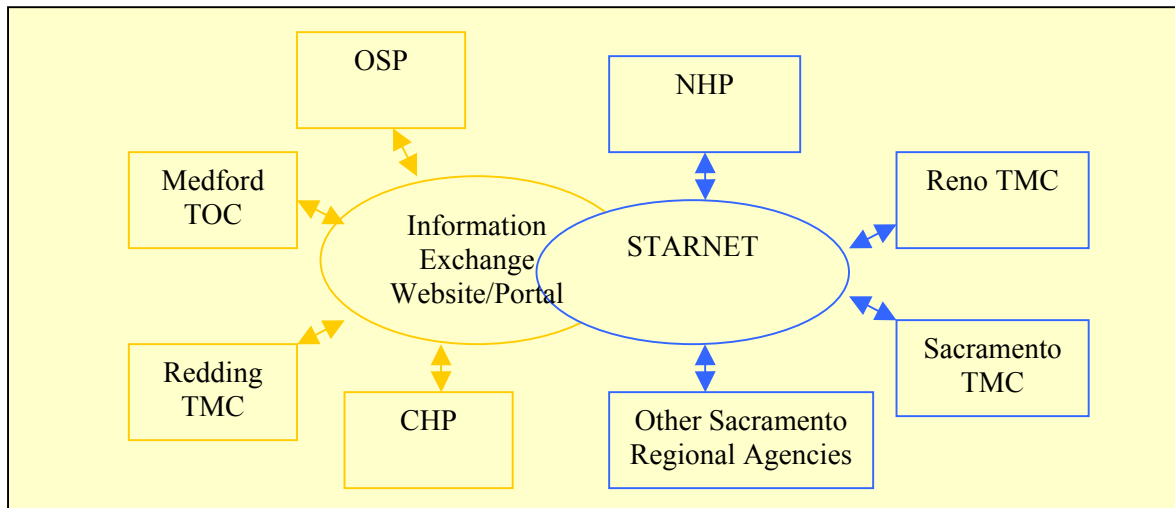 OSP
NHP
Medford
TOC
Reno TMC
Information
Exchange
Website/Portal
STARNET
Redding
TMC
CHP
Other Sacramento
Regional Agencies
Sacramento
TMC